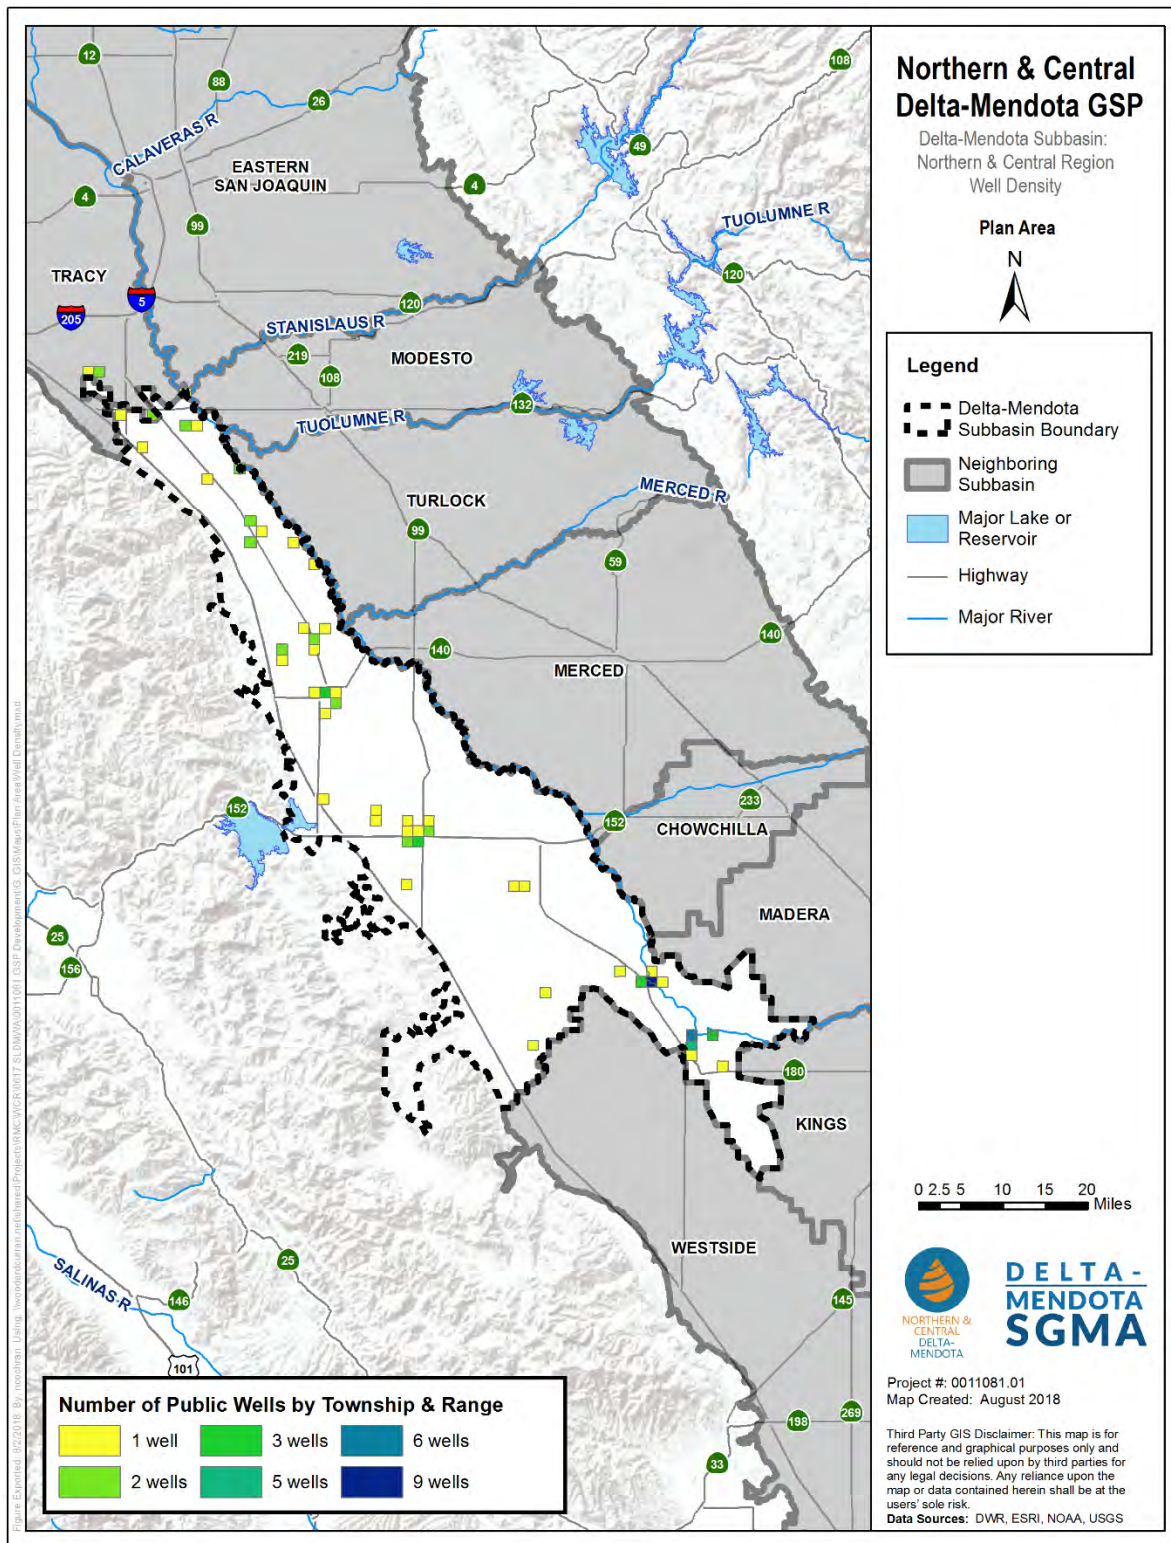 Northern & Central
Delta-Mendota GSP
Delta-Mendota Subbasin:
Northern & Central Region
Well Density
Plan Area
N
Legend
Delta-Mendota
Subbasin Boundary
Neighboring
Subbasin
Major Lake or
Reservoir
Highway
Major River
0 2.5 5 10 15 20
Miles
NORTHERN &
CENTRAL
DELTA-
MENDOTA
DELTA-
MENDOTA
SGMA
Project #: 0011081.01
Map Created: August 2018
Third Party GIS Disclaimer: This map is for
reference and graphical purposes only and
should not be relied upon by third parties for
any legal decisions. Any reliance upon the
map or data contained herein shall be at the
users' sole risk.
Data Sources: DWR, ESRI, NOAA, USGS
12
88
26
108
CALAVERAS R
49
EASTERN
SAN JOAQUIN
4
4
99
TUOLUMNE R
TRACY
120
5
205
120
STANISLAUS R
219
MODESTO
108
132
TUOLUMNE R
MERCED R
TURLOCK
99
59
140
140
MERCED
152
233
152
CHOWCHILLA
MADERA
25
156
180
KINGS
WESTSIDE
25
SALINAS R
146
145
101
269
198
33
Number of Public Wells by Township & Range
1 well
3 wells
6 wells
2 wells
5 wells
9 wells